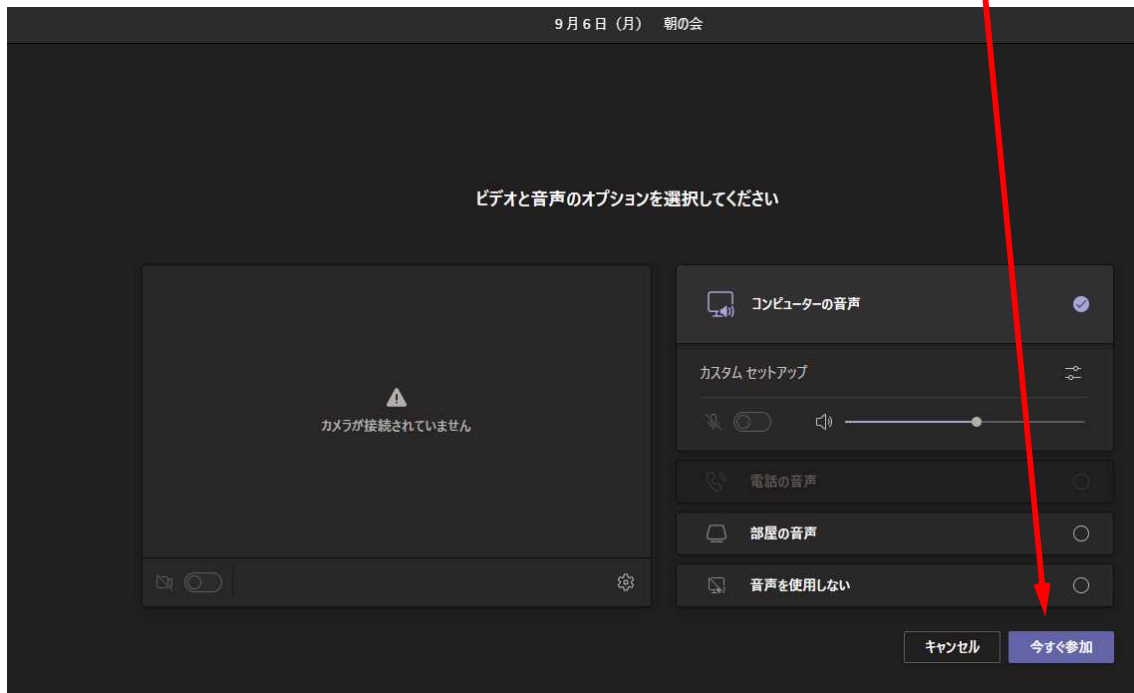 9月6日（月） 朝の会
ビデオと音声のオプションを選択してください
カメラが接続されていません
コンピューターの音声
カスタム セットアップ
電話の音声
部屋の音声
音声を使用しない
キャンセル
今すぐ参加